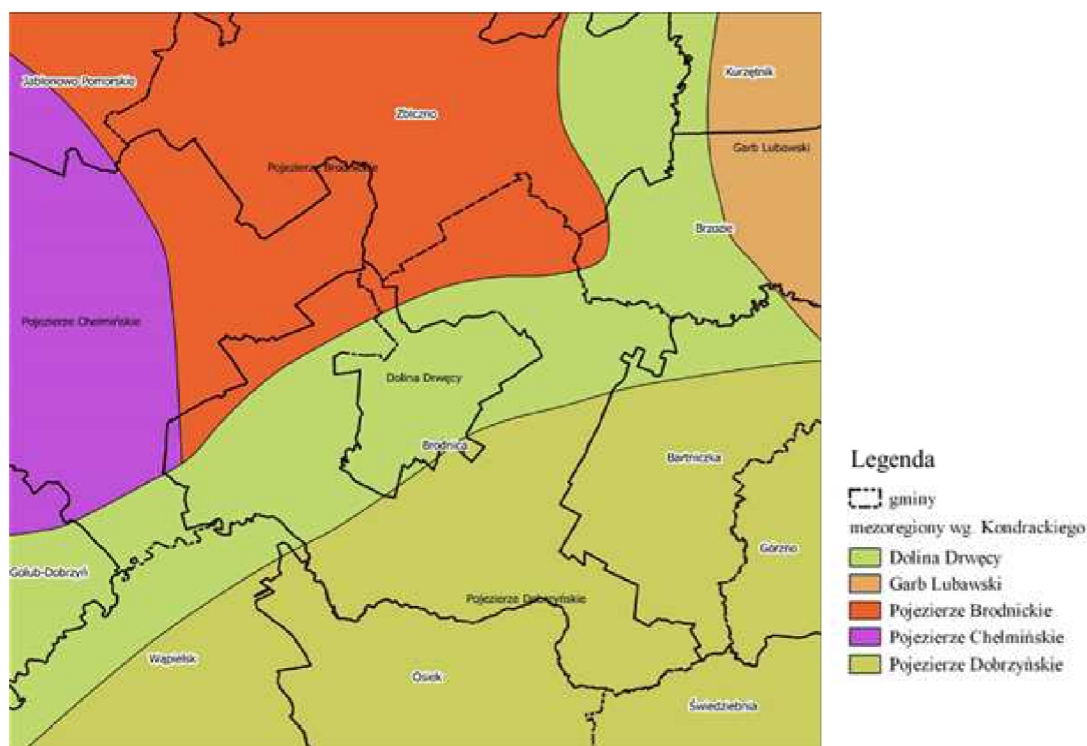 Kurzętnik
Jabłonowo Pomorskie
Zbiczno
Garb Lubawski
Pojezierze Brodnickie
Brzozie
Pojezierze Chełmińskie
Dolina Drwęcy
Brodnica
Bartniczka
Górzno
Golub-Dobrzyń
Pojezierze Dobrzyńskie
Wąpielsk
Osiek
Świedziebnia
Legenda
gminy
mezoregiony wg. Kondrackiego
Dolina Drwęcy
Garb Lubawski
Pojezierze Brodnickie
Pojezierze Chełmińskie
Pojezierze Dobrzyńskie